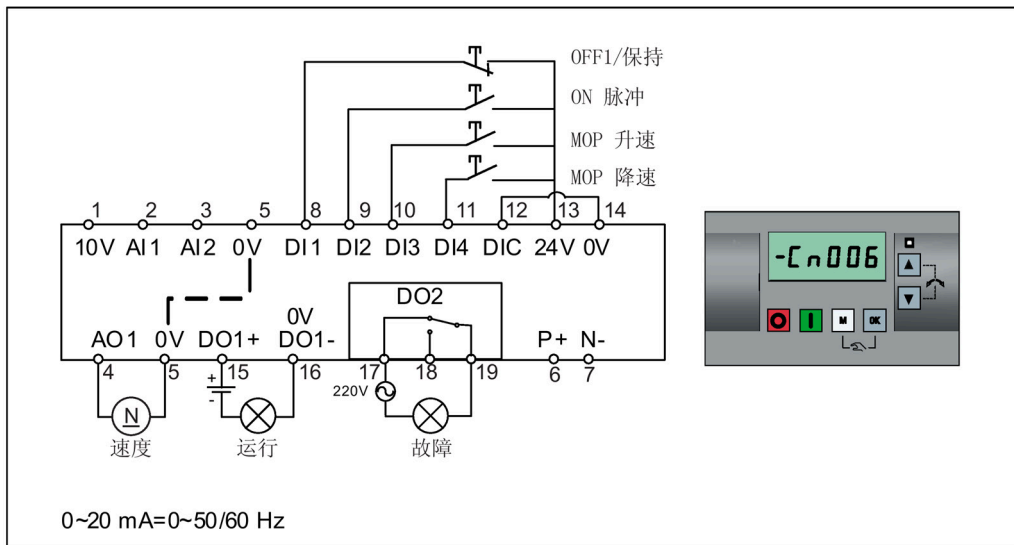 OFF1/保持
ON 脉冲
MOP 升速
MOP 降速
1 2 3 5 8 9 10 11 12 13 14
10V AI1 AI2 0V DI1 DI2 DI3 DI4 DIC 24V 0V
-Cn006
DO2
0V
AO1 0V DO1+ DO1- P+ N-
M OK
4 5 15 16 17 18 19 6 7
+
-
220V
N
速度 运行 故障
0~20 mA=0~50/60 Hz